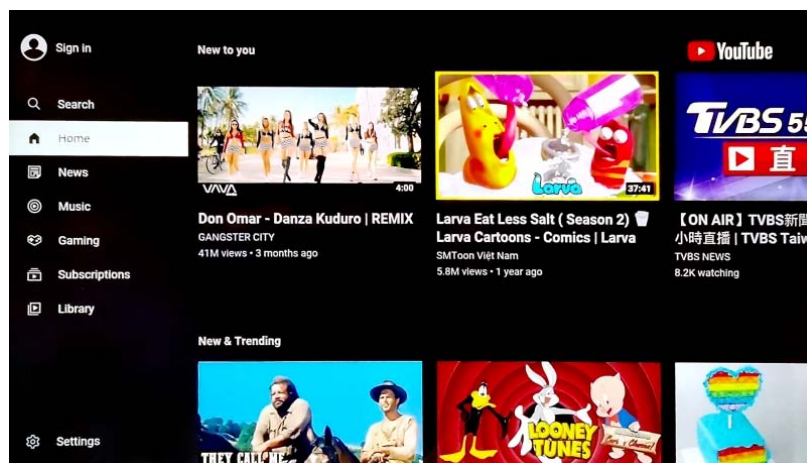 Sign in
Search
Home
News
Music
Gaming
Subscriptions
Library
Settings
YouTube
New to you
VAVA
4:00
Don Omar - Danza Kuduro | REMIX
GANGSTER CITY
41M views • 3 months ago
Larva
37:41
Larva Eat Less Salt ( Season 2)
Larva Cartoons - Comics | Larva
SMToon Việt Nam
5.8M views • 1 year ago
TVBS 55
直
【ON AIR】TVBS新聞
小時直播 | TVBS Taiw
TVBS NEWS
8.2K watching
New & Trending
THEY CALL ME
LOONEY
TUNES